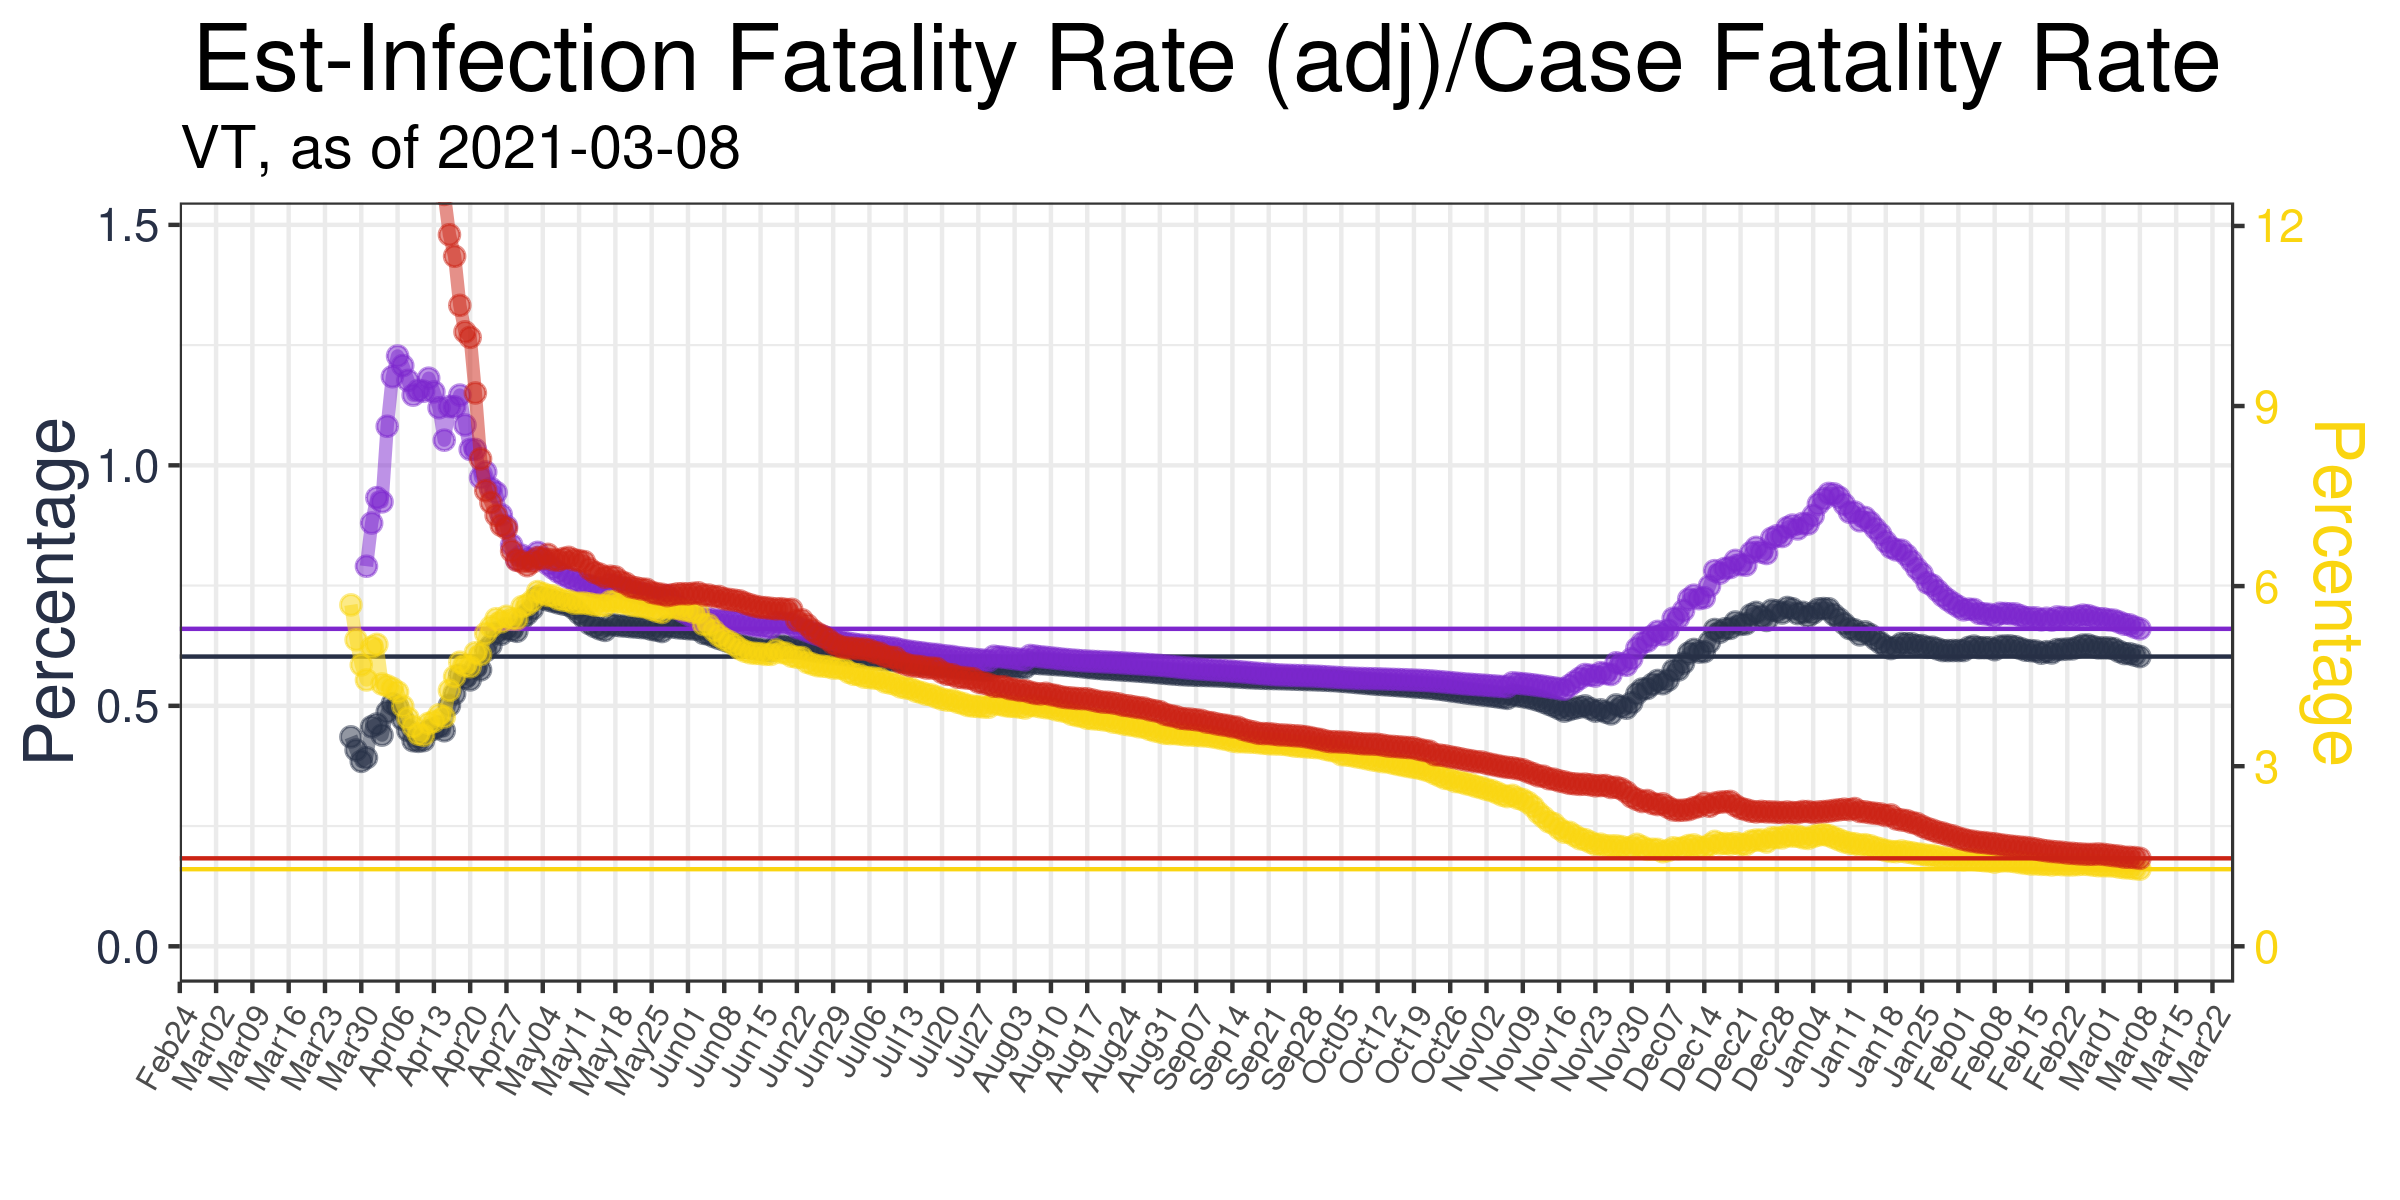 Est-Infection Fatality Rate (adj)/Case Fatality Rate
VT, as of 2021-03-08
Percentage
1.5
1.0
0.5
0.0
12
9
6
3
0
Percentage
Feb24 Mar02 Mar09 Mar16 Mar23 Mar30 Apr06 Apr13 Apr20 Apr27 May04 May11 May18 May25 Jun01 Jun08 Jun15 Jun22 Jun29 Jul06 Jul13 Jul20 Jul27 Aug03 Aug10 Aug17 Aug24 Aug31 Sep07 Sep14 Sep21 Sep28 Oct05 Oct12 Oct19 Oct26 Nov02 Nov09 Nov16 Nov23 Nov30 Dec07 Dec14 Dec21 Dec28 Jan04 Jan11 Jan18 Jan25 Feb01 Feb08 Feb15 Feb22 Mar01 Mar08 Mar15 Mar22